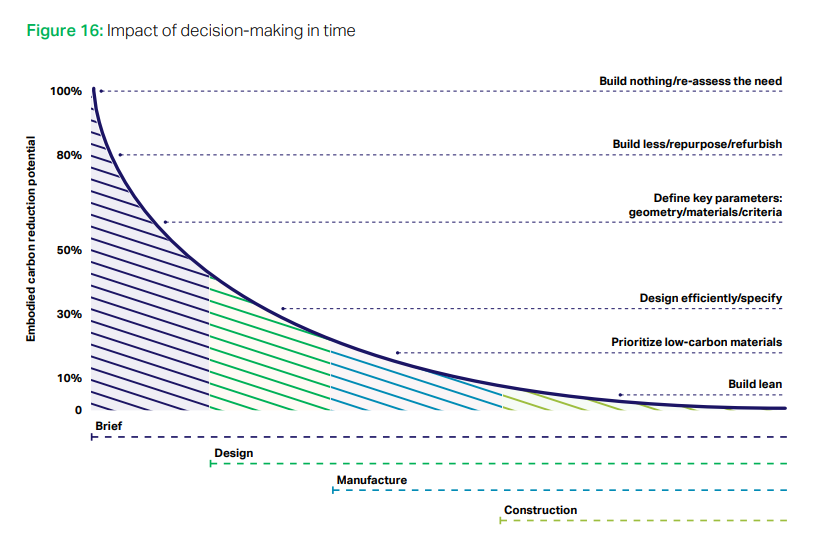 Figure 16: Impact of decision-making in time
Embodied carbon reduction potential
100%
80%
50%
30%
10%
0
Build nothing/re-assess the need
Build less/repurpose/refurbish
Define key parameters:
geometry/materials/criteria
Design efficiently/specify
Prioritize low-carbon materials
Build lean
Brief
Design
Manufacture
Construction